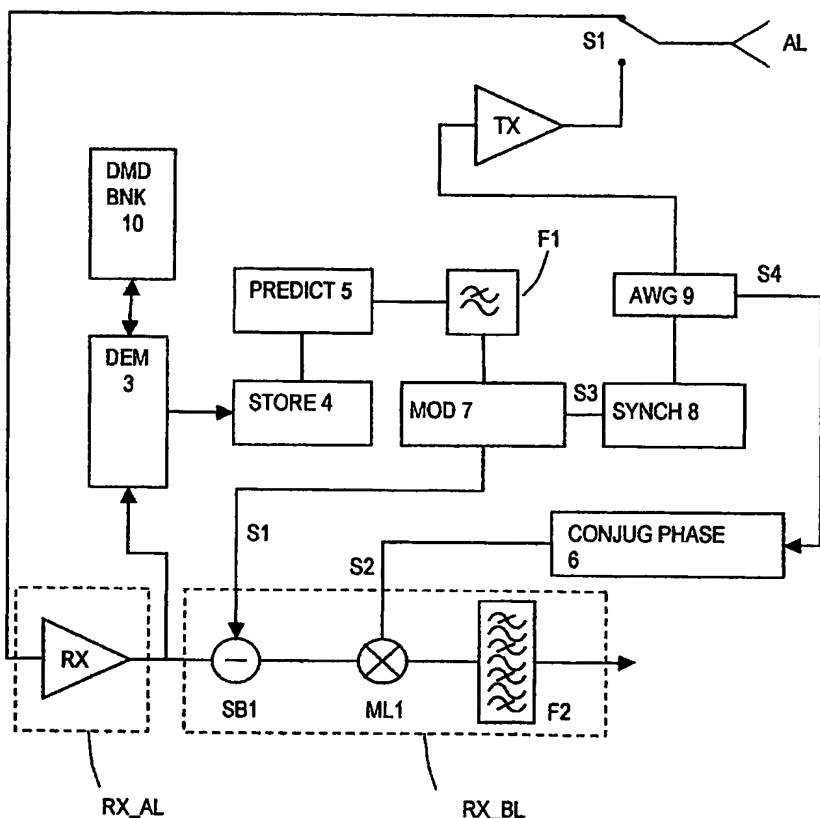 S1
AL
TX
DMD
BNK
10
F1
S4
PREDICT 5
AWG 9
DEM
3
STORE 4
MOD 7
S3
SYNCH 8
S1
S2
CONJUG PHASE
6
RX
SB1
ML1
F2
RX_AL
RX_BL